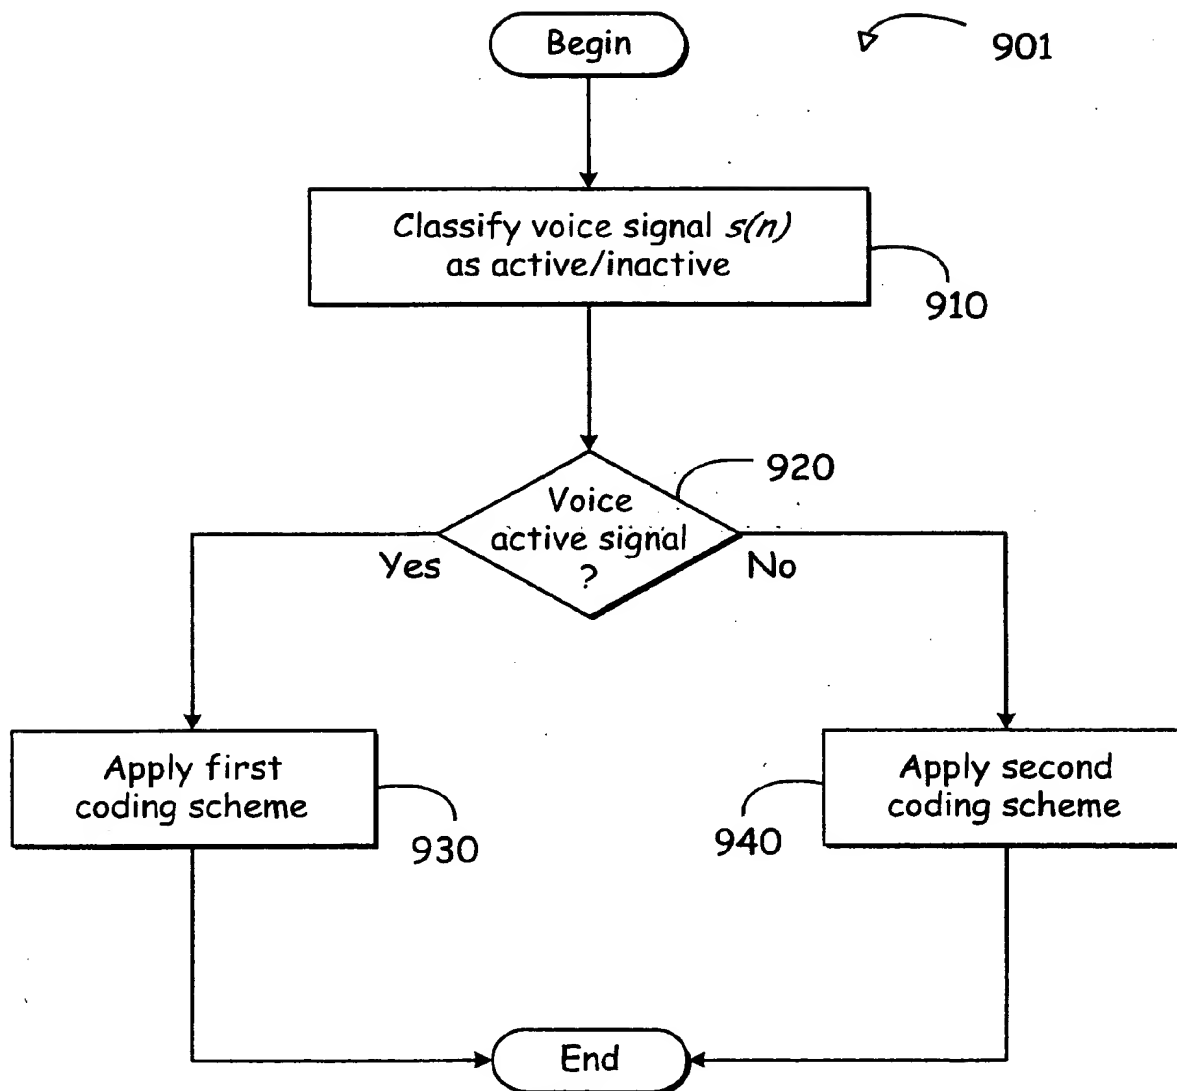 Begin
901
Classify voice signal s(n)
as active/inactive
910
920
Voice
active signal
?
Yes
No
Apply first
coding scheme
930
Apply second
coding scheme
940
End